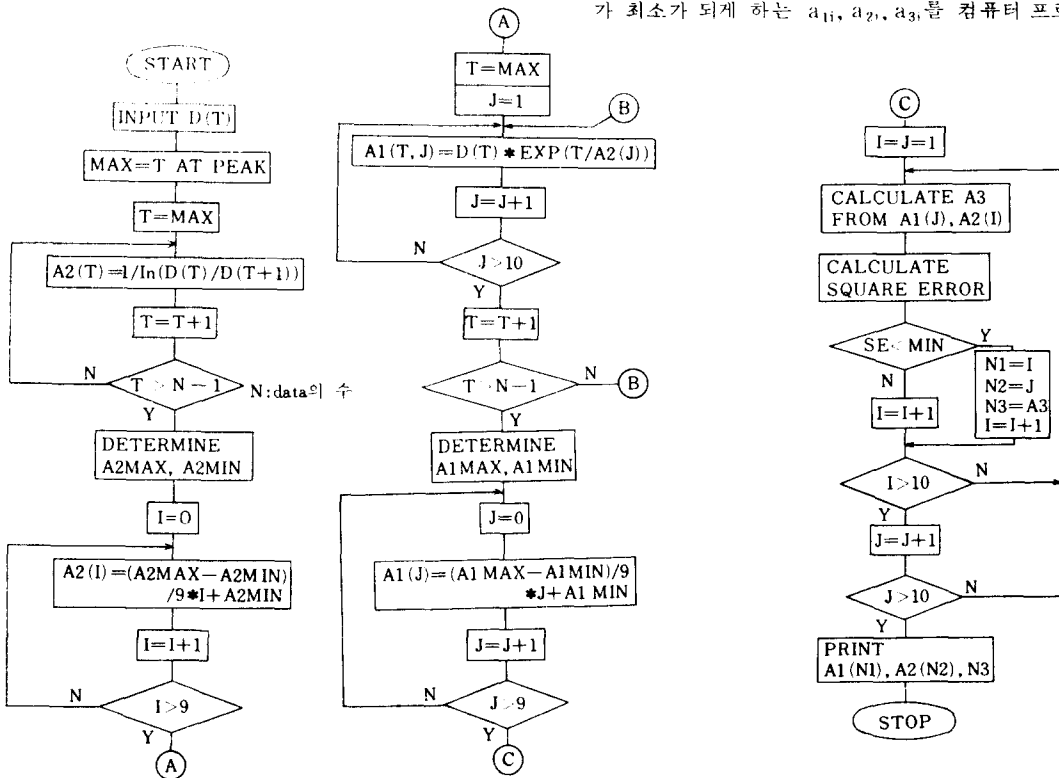 가 최소가 되게 하는 a₁ᵢ, a₂ᵢ, a₃ᵢ를 컴퓨터
START
INPUT D(T)
MAX=T AT PEAK
T=MAX
A2(T)=1/In(D(T)/D(T+1))
T=T+1
T>N-1
N
Y
N:data의 수
DETERMINE
A2MAX, A2MIN
I=0
A2(I)=(A2MAX-A2MIN)
/9*I+A2MIN
I=I+1
N
I>9
Y
A
A
T=MAX
J=1
B
A1(T,J)=D(T)*EXP(T/A2(J))
J=J+1
N
J>10
Y
T=T+1
T>N-1
N
B
Y
DETERMINE
A1MAX, A1MIN
J=0
A1(J)=(A1MAX-A1MIN)/9
*J+A1MIN
J=J+1
N
J>9
Y
C
C
I=J=1
CALCULATE A3
FROM A1(J), A2(I)
CALCULATE
SQUARE ERROR
SE<MIN
Y
N
N1=I
N2=J
N3=A3
I=I+1
I=I+1
I>10
N
Y
J=J+1
J>10
N
Y
PRINT
A1(N1), A2(N2), N3
STOP